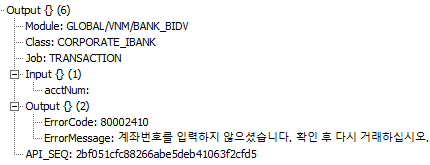 Output {} (6)
Module: GLOBAL/VNM/BANK_BIDV
Class: CORPORATE_IBANK
Job: TRANSACTION
Input {} (1)
acctNum:
Output {} (2)
ErrorCode: 80002410
ErrorMessage: 계좌번호를 입력하지 않으셨습니다. 확인 후 다시 거래하십시오.
API_SEQ: 2bf051cfc88266abe5deb41063f2cfd5